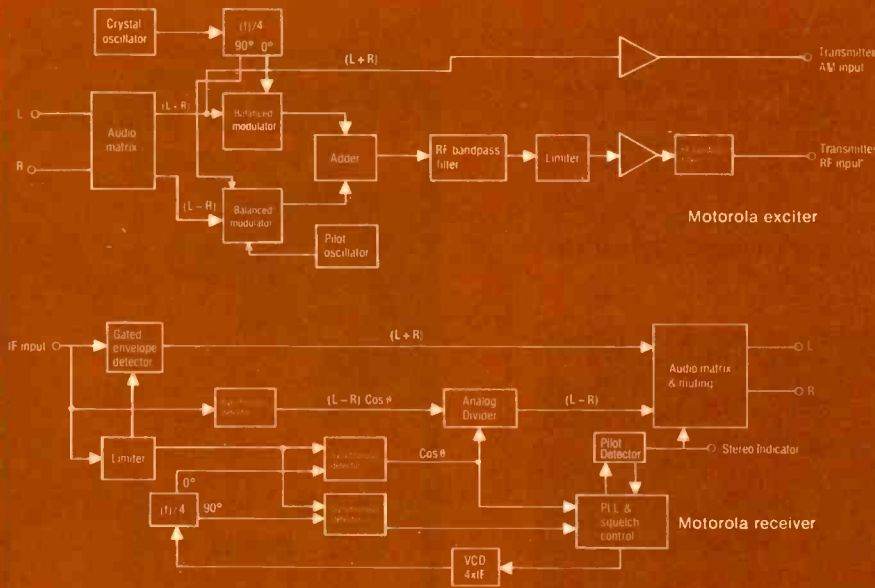 Crystal
oscillator
(f)/4
90° 0°
(L+R)
Transmitter
AM input
L
R
Audio
matrix
Balanced
modulator
Adder
RF bandpass
filter
Limiter
Transmitter
RF input
(L-R)
Balanced
modulator
Pilot
oscillator
Motorola exciter
IF input
Gated
envelope
detector
(L+R)
Audio matrix
& muting
L
R
(L-R) Cos θ
Analog
Divider
(L-R)
Limiter
Cos θ
Pilot
Detector
Stereo Indicator
0°
(f)/4
90°
PLL &
squelch
control
Motorola receiver
VCO
4xIF